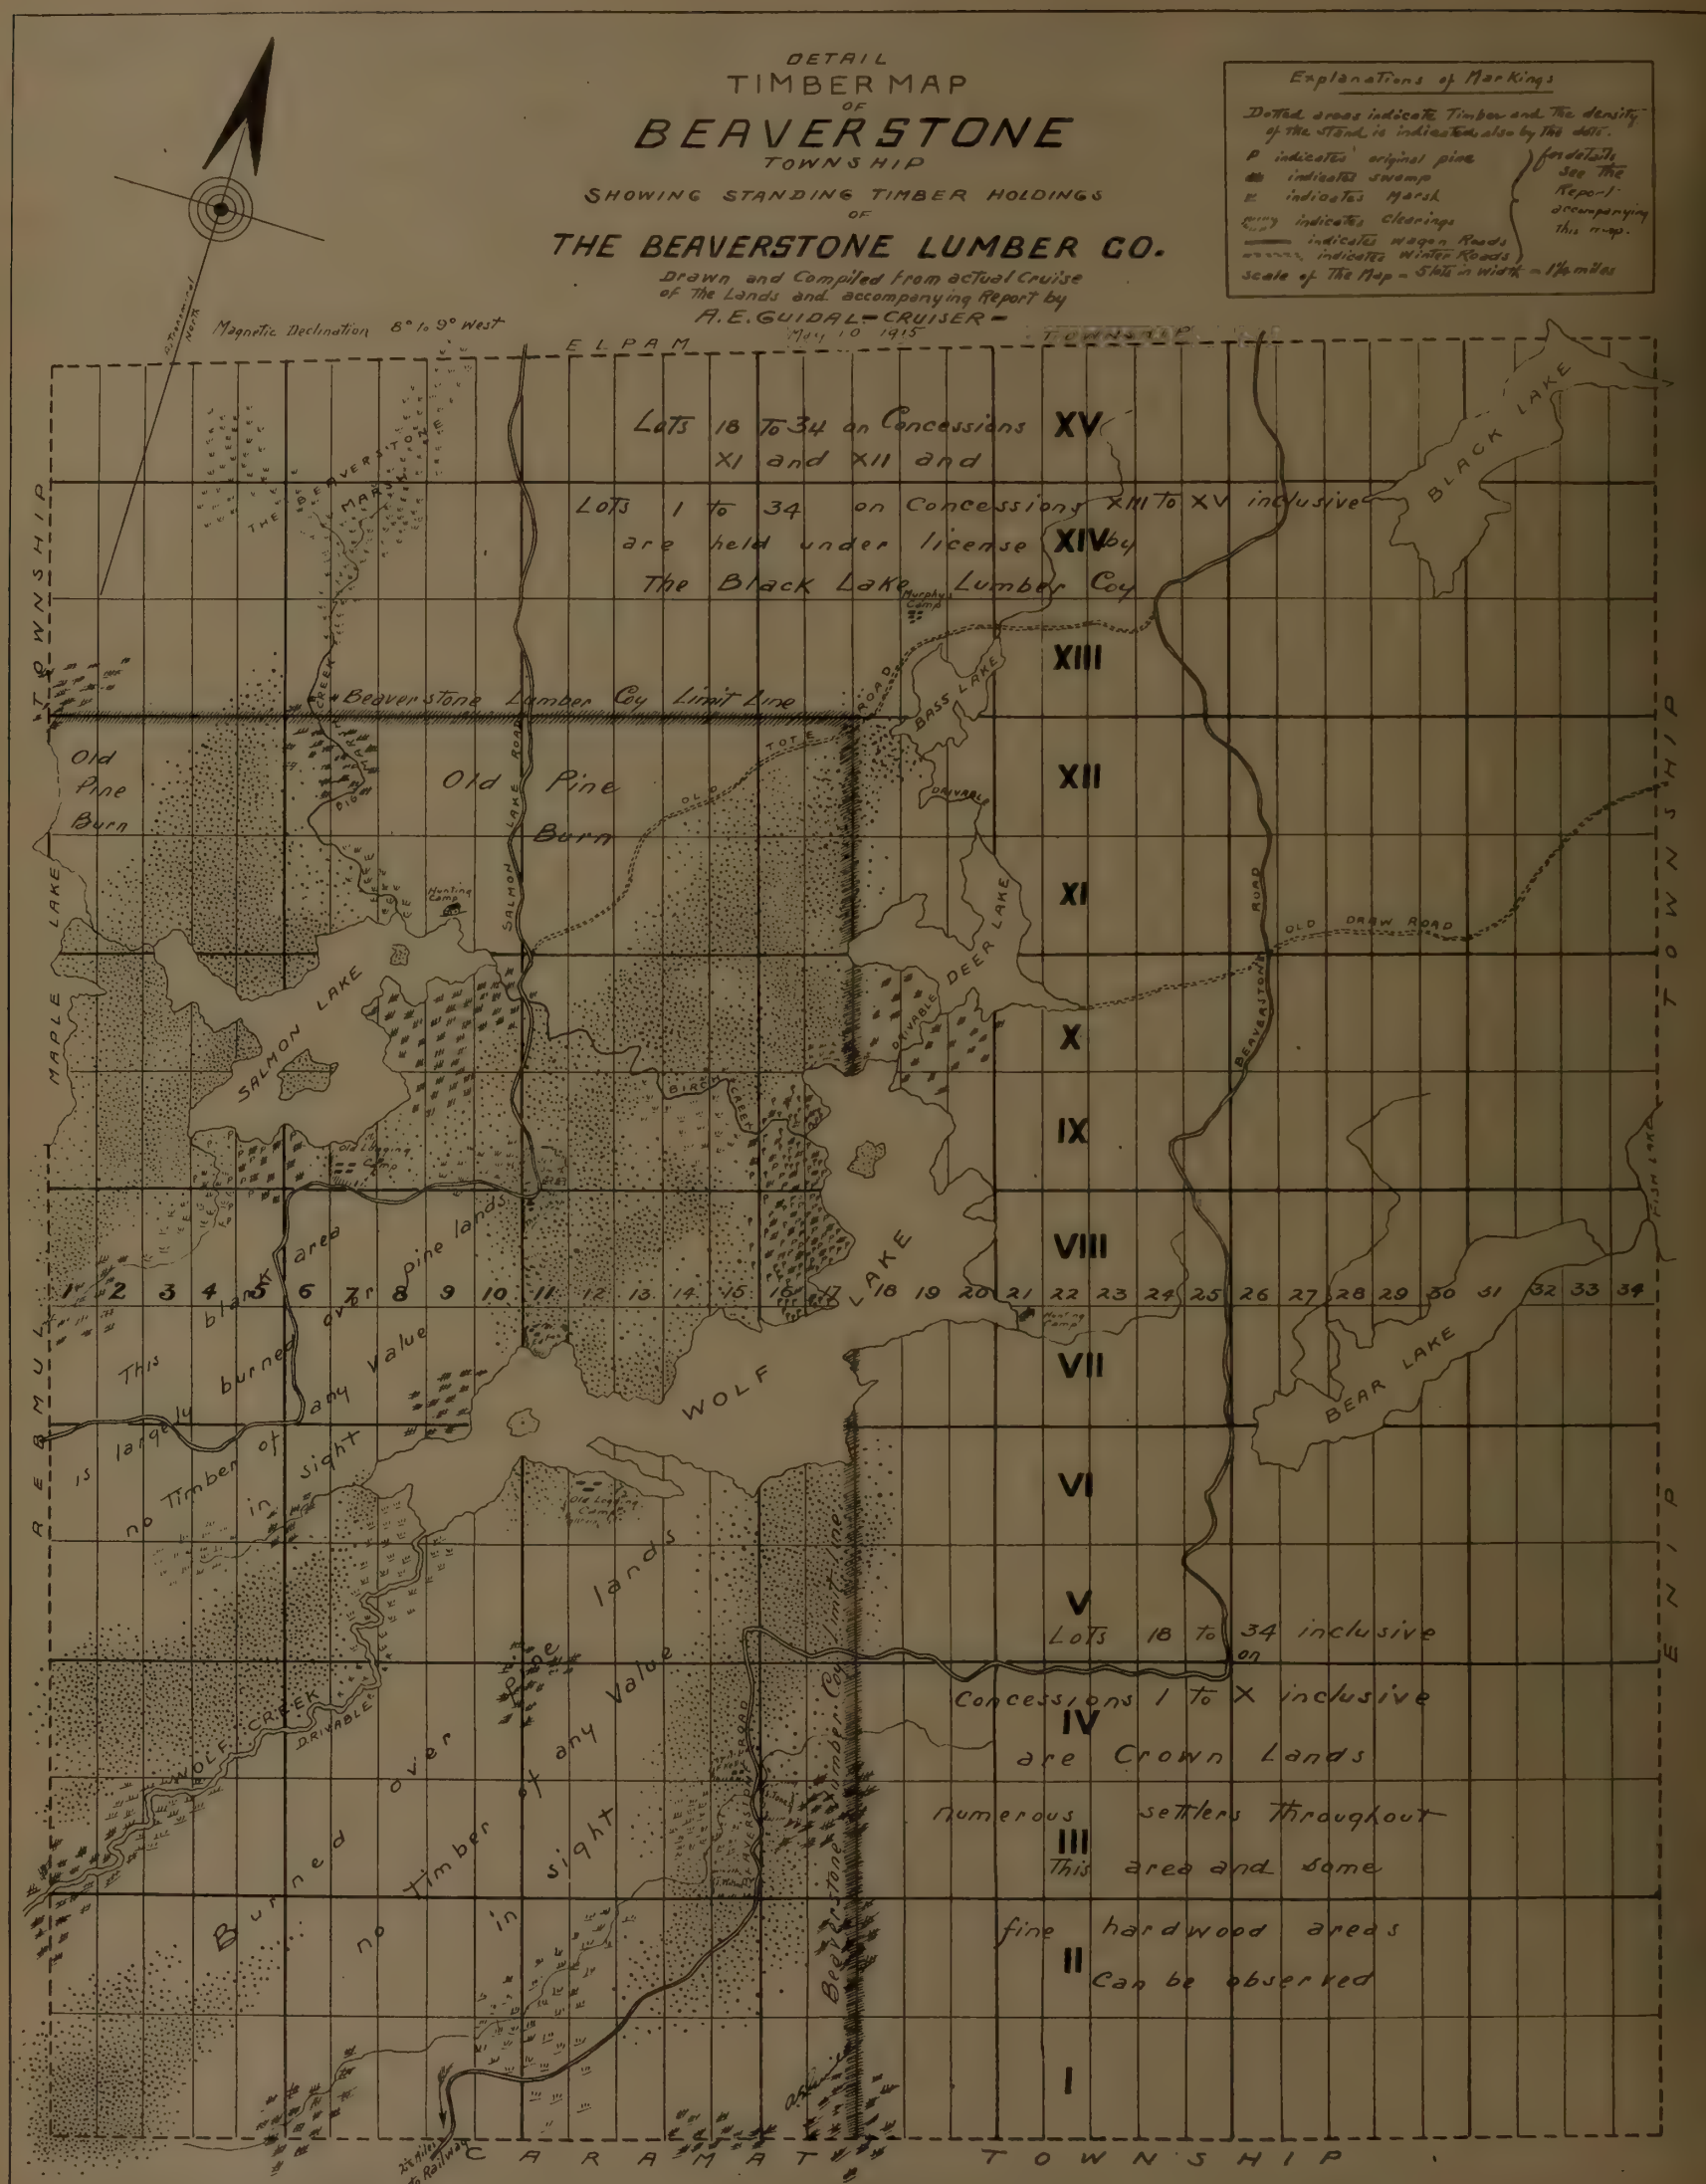 DETAIL
TIMBER MAP
OF
BEAVERSTONE
TOWNSHIP
SHOWING STANDING TIMBER HOLDINGS
OF
THE BEAVERSTONE LUMBER CO.
Drawn and Compiled from actual Cruise
of The Lands and accompanying Report by
A.E. GUIDAL - CRUISER -
May 10 1915
Explanations of Markings
Dotted areas indicate Timber and the density
of the stand is indicated also by the dots.
P indicates original pine
indicates swamp
indicates Marsh
indicates Clearings
indicates Wagon Roads
indicates Winter Roads
for details
see the
Report
accompanying
this map.
Scale of The Map - 5 lots in width = 1¼ miles
Astronomical
North
Magnetic Declination 8° to 9° West
ELPAM TOWNSHIP
Lots 18 To 34 on Concessions XV
XI and XII and
Lots 1 to 34 on Concessions XIII To XV inclusive
are held under license XIV by
The Black Lake Lumber Coy
THE BEAVERSTONE
MARSH
BLACK LAKE
Murphy's
Camp
XIII
TOWNSHIP
CREEK
Beaverstone Lumber Coy Limit Line
ROAD
BASS LAKE
Old
Pine
Burn
BIG
Old Pine
Burn
SALMON LAKE ROAD
OLD TOTE
DRIVABLE
XII
XI
Hunting
Camp
MAPLE LAKE
SALMON LAKE
DEER LAKE
DRIVABLE
ROAD
OLD DRAW ROAD
BEAVERSTONE
X
BIRCH CREEK
IX
Old Logging
Camp
FISH LAKE
VIII
This blank area
is largely burned over pine lands
no Timber of any Value
in sight
1 2 3 4 5 6 7 8 9 10 11 12 13 14 15 16 17 18 19 20 21 22 23 24 25 26 27 28 29 30 31 32 33 34
Hunting
Camp
WOLF LAKE
VII
BEAR LAKE
REBMUL
VI
Old Logging
Camp
V
Lots 18 to 34 inclusive
on
Concessions 1 To X inclusive
IV
are Crown Lands
numerous settlers Throughout
III
This area and some
fine hardwood areas
II
Can be observed
I
ENIP TOWNSHIP
WOLF CREEK
DRIVABLE
Burned over pine lands
no Timber of any Value
in sight
BEAVERSTONE ROAD
Beaverstone Lumber Coy Limit Line
to Railway
CARAMAT TOWNSHIP